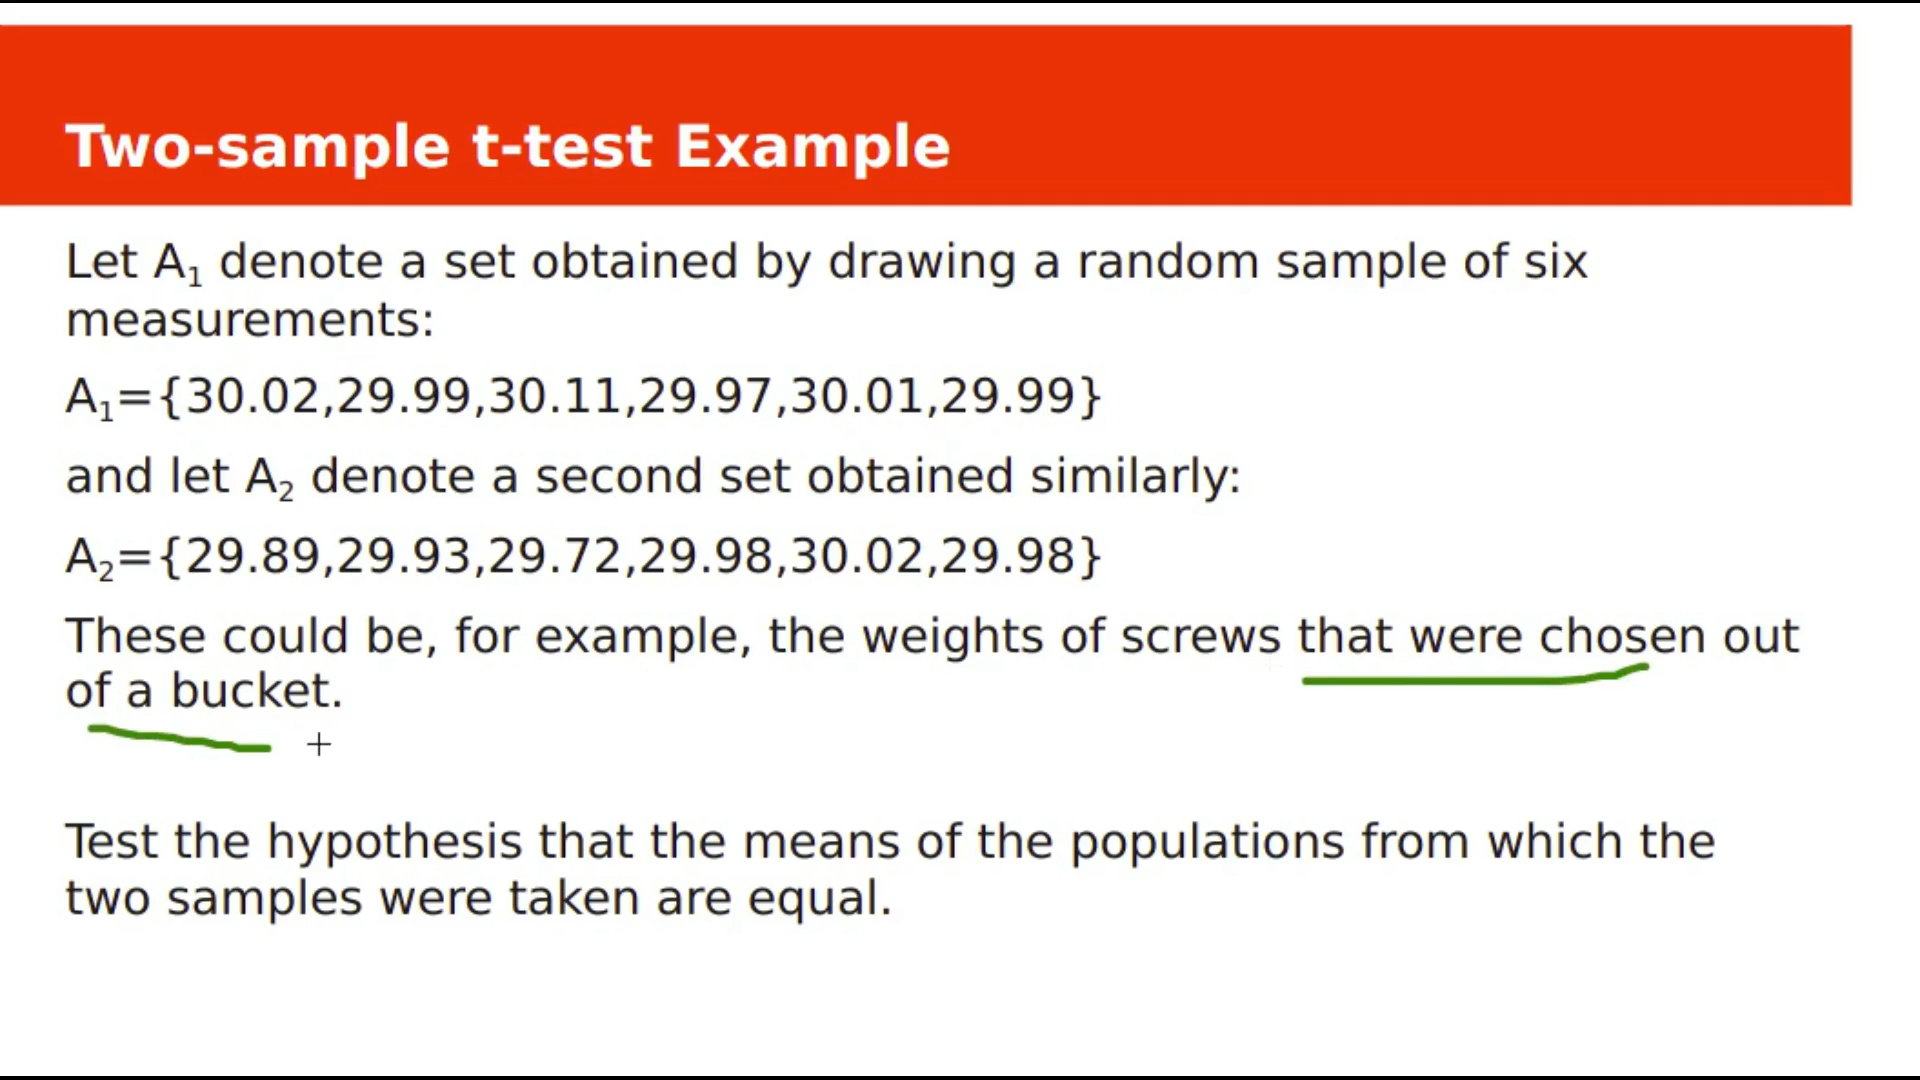 Two-sample t-test Example
Let A₁ denote a set obtained by drawing a random sample of six
measurements:
A₁={30.02,29.99,30.11,29.97,30.01,29.99}
and let A₂ denote a second set obtained similarly:
A₂={29.89,29.93,29.72,29.98,30.02,29.98}
These could be, for example, the weights of screws that were chosen out
of a bucket.
Test the hypothesis that the means of the populations from which the
two samples were taken are equal.